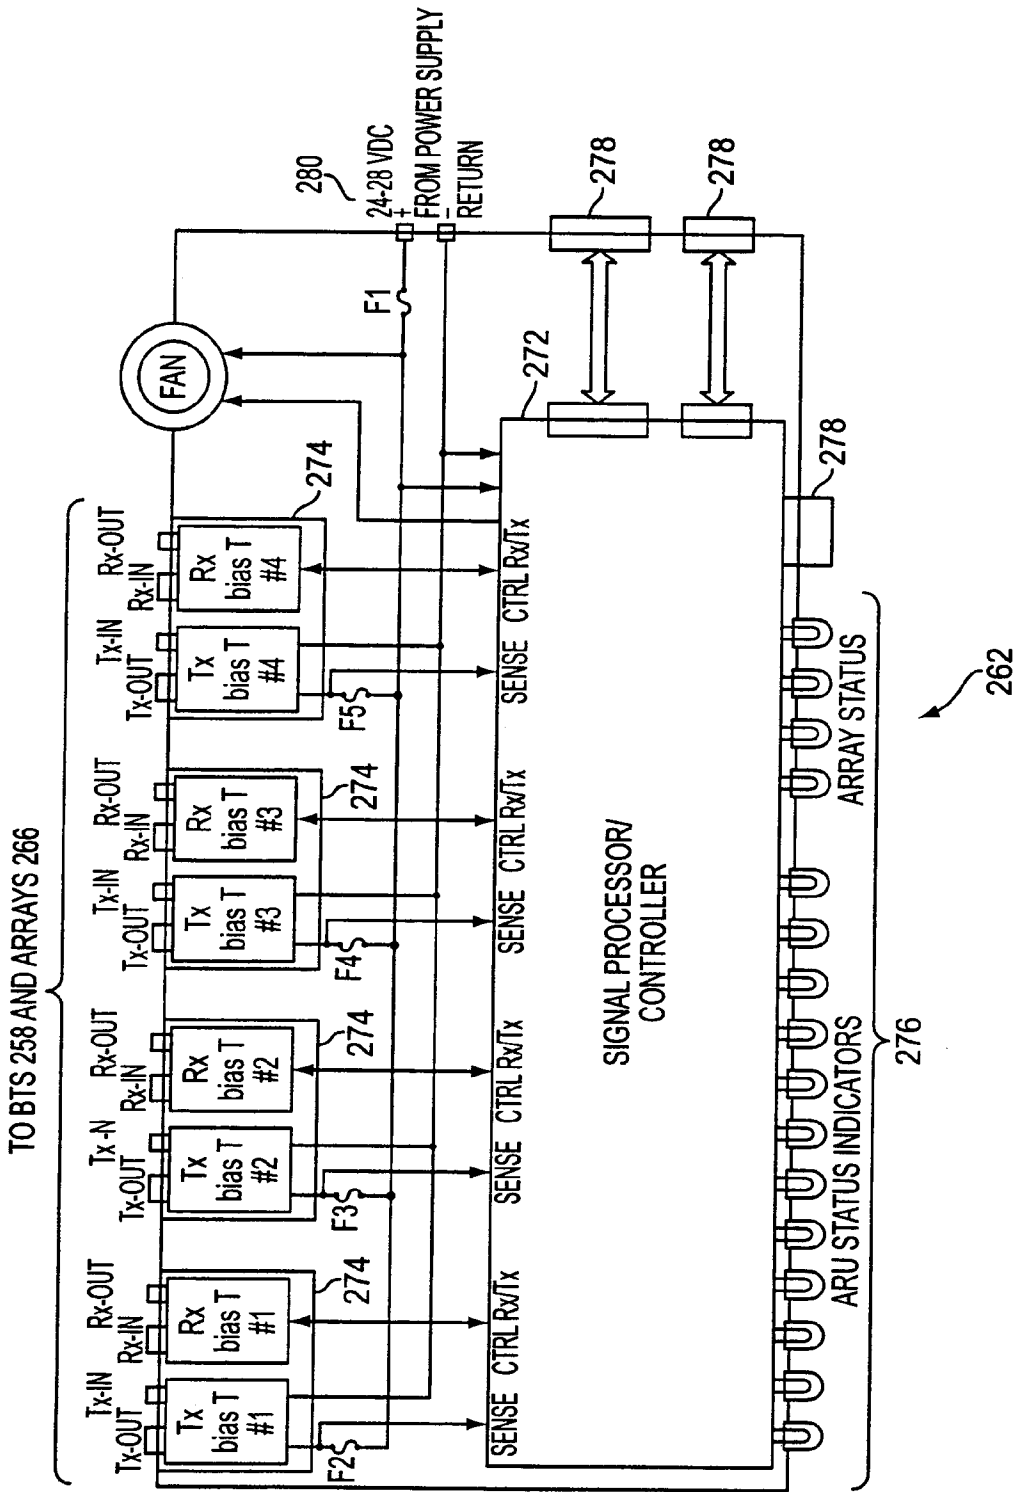 TO BTS 258 AND ARRAYS 266
Tx-OUT
Tx-IN
Rx-IN
Rx-OUT
Tx-OUT
Tx-N
Rx-IN
Rx-OUT
Tx-OUT
Tx-IN
Rx-IN
Rx-OUT
Tx-OUT
Tx-IN
Rx-IN
Rx-OUT
Tx
bias T
#1
Rx
bias T
#1
Tx
bias T
#2
Rx
bias T
#2
Tx
bias T
#3
Rx
bias T
#3
Tx
bias T
#4
Rx
bias T
#4
FAN
274
274
274
274
F2
F3
F4
F5
F1
280
24-28 VDC
+
FROM POWER SUPPLY
−
RETURN
SENSE
CTRL Rx/Tx
SENSE
CTRL Rx/Tx
SENSE
CTRL Rx/Tx
SENSE
CTRL Rx/Tx
272
278
278
278
SIGNAL PROCESSOR/
CONTROLLER
ARU STATUS INDICATORS
ARRAY STATUS
276
262